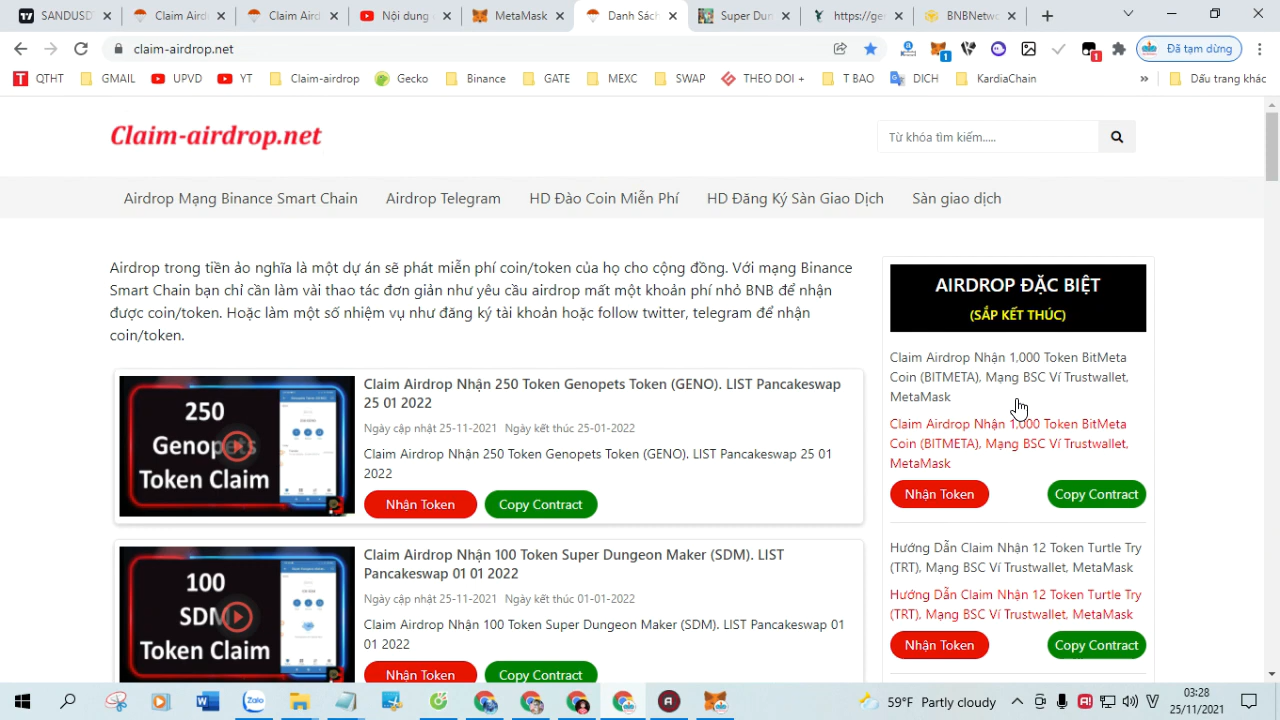 SANDUSD
Claim Aird
Claim Aird
Nội dung
MetaMask
Danh Sách
Super Dun
https://ge
BNBNetwo
claim-airdrop.net
Đã tạm dừng
QTHT
GMAIL
UPVD
YT
Claim-airdrop
Gecko
Binance
GATE
MEXC
SWAP
THEO DOI +
T BAO
DICH
KardiaChain
Dấu trang khác
Claim-airdrop.net
Từ khóa tìm kiếm.....
Airdrop Mạng Binance Smart Chain
Airdrop Telegram
HD Đào Coin Miễn Phí
HD Đăng Ký Sàn Giao Dịch
Sàn giao dịch
Airdrop trong tiền ảo nghĩa là một dự án sẽ phát miễn phí coin/token của họ cho cộng đồng. Với mạng Binance
Smart Chain bạn chỉ cần làm vài thao tác đơn giản như yêu cầu airdrop mất một khoản phí nhỏ BNB để nhận
được coin/token. Hoặc làm một số nhiệm vụ như đăng ký tài khoản hoặc follow twitter, telegram để nhận
coin/token.
250
Genopets
Token Claim
Claim Airdrop Nhận 250 Token Genopets Token (GENO). LIST Pancakeswap
25 01 2022
Ngày cập nhật 25-11-2021 Ngày kết thúc 25-01-2022
Claim Airdrop Nhận 250 Token Genopets Token (GENO). LIST Pancakeswap 25 01
2022
Nhận Token
Copy Contract
100
SDM
Token Claim
Claim Airdrop Nhận 100 Token Super Dungeon Maker (SDM). LIST
Pancakeswap 01 01 2022
Ngày cập nhật 25-11-2021 Ngày kết thúc 01-01-2022
Claim Airdrop Nhận 100 Token Super Dungeon Maker (SDM). LIST Pancakeswap 01
01 2022
Nhận Token
Copy Contract
AIRDROP ĐẶC BIỆT
(SẮP KẾT THÚC)
Claim Airdrop Nhận 1,000 Token BitMeta
Coin (BITMETA), Mạng BSC Ví Trustwallet,
MetaMask
Claim Airdrop Nhận 1,000 Token BitMeta
Coin (BITMETA), Mạng BSC Ví Trustwallet,
MetaMask
Nhận Token
Copy Contract
Hướng Dẫn Claim Nhận 12 Token Turtle Try
(TRT), Mạng BSC Ví Trustwallet, MetaMask
Hướng Dẫn Claim Nhận 12 Token Turtle Try
(TRT), Mạng BSC Ví Trustwallet, MetaMask
Nhận Token
Copy Contract
Zalo
59°F Partly cloudy
03:28
25/11/2021